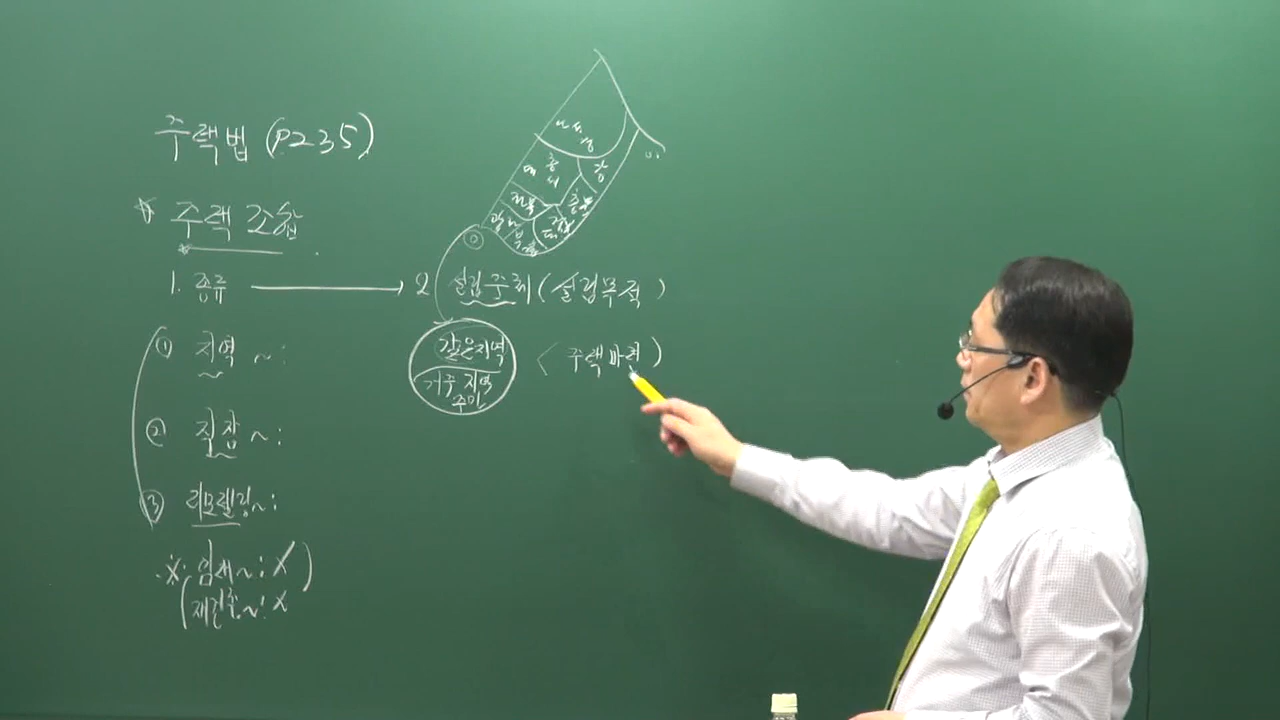 주택법 (P235)
* 주택 조합
1. 종류 → 2 설립주체 (설립목적)
① 지역 ~ : 같은지역 거주 지역 주민 〈주택마련)
② 직장 ~ :
③ 리모델링 ~ :
※ 임대 ~ : X
재건축 ~ : X